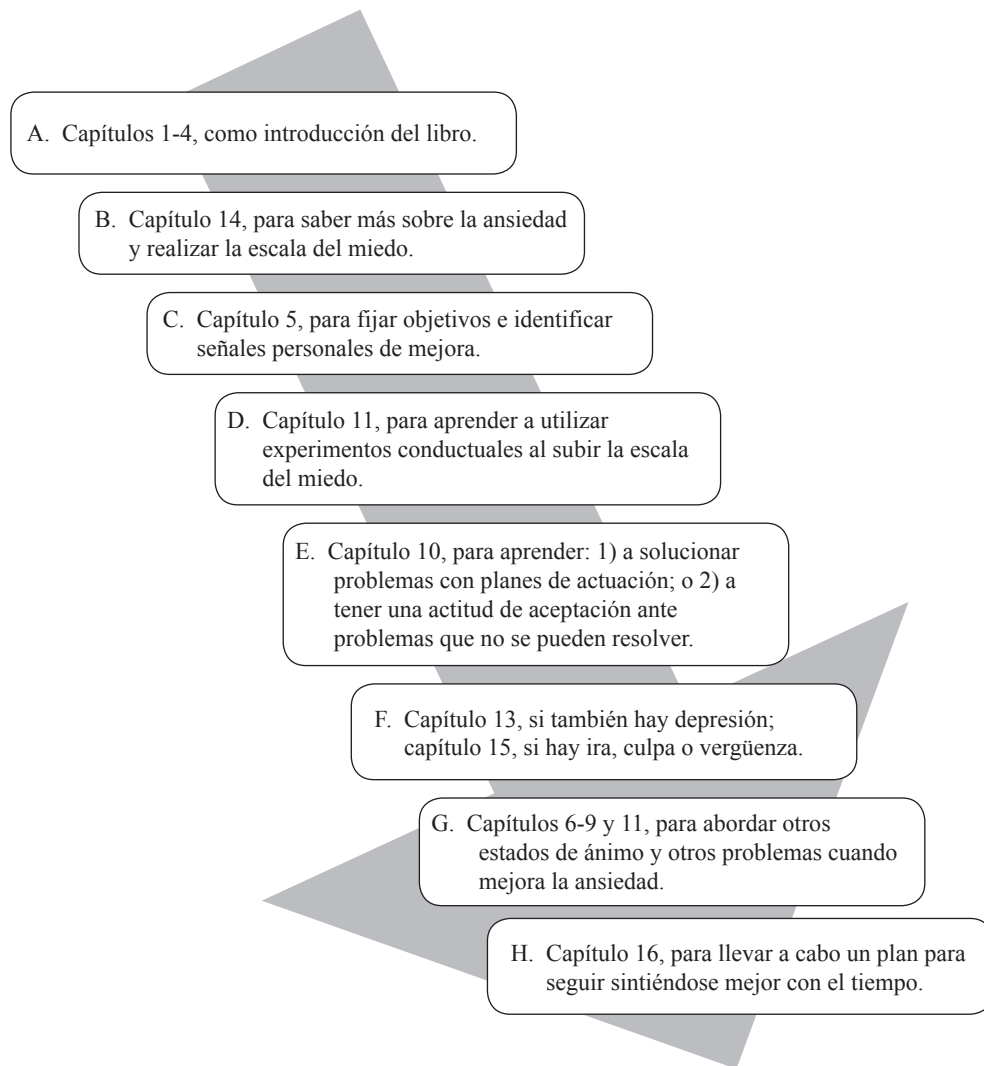 A. Capítulos 1-4, como introducción del libro.
B. Capítulo 14, para saber más sobre la ansiedad
y realizar la escala del miedo.
C. Capítulo 5, para fijar objetivos e identificar
señales personales de mejora.
D. Capítulo 11, para aprender a utilizar
experimentos conductuales al subir la escala
del miedo.
E. Capítulo 10, para aprender: 1) a solucionar
problemas con planes de actuación; o 2) a
tener una actitud de aceptación ante
problemas que no se pueden resolver.
F. Capítulo 13, si también hay depresión;
capítulo 15, si hay ira, culpa o vergüenza.
G. Capítulos 6-9 y 11, para abordar otros
estados de ánimo y otros problemas cuando
mejora la ansiedad.
H. Capítulo 16, para llevar a cabo un plan para
seguir sintiéndose mejor con el tiempo.